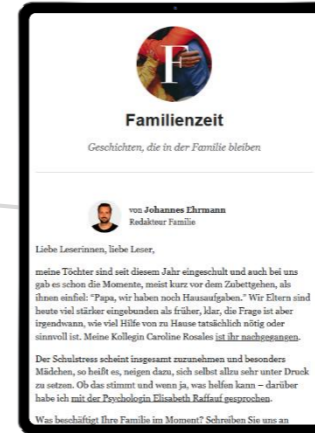 F
Familienzeit
Geschichten, die in der Familie bleiben
von Johannes Ehrmann
Redakteur Familie
Liebe Leserinnen, liebe Leser,
meine Töchter sind seit diesem Jahr eingeschult und auch bei uns
gab es schon die Momente, meist kurz vor dem Zubettgehen, als
ihnen einfiel: "Papa, wir haben noch Hausaufgaben." Wir Eltern sind
heute viel stärker eingebunden als früher, klar, die Frage ist aber
irgendwann, wie viel Hilfe von zu Hause tatsächlich nötig oder
sinnvoll ist. Meine Kollegin Caroline Rosales ist ihr nachgegangen.
Der Schulstress scheint insgesamt zuzunehmen und besonders
Mädchen, so heißt es, neigen dazu, sich selbst allzu sehr unter Druck
zu setzen. Ob das stimmt und wenn ja, was helfen kann – darüber
habe ich mit der Psychologin Elisabeth Raffauf gesprochen.
Was beschäftigt Ihre Familie im Moment? Schreiben Sie uns an